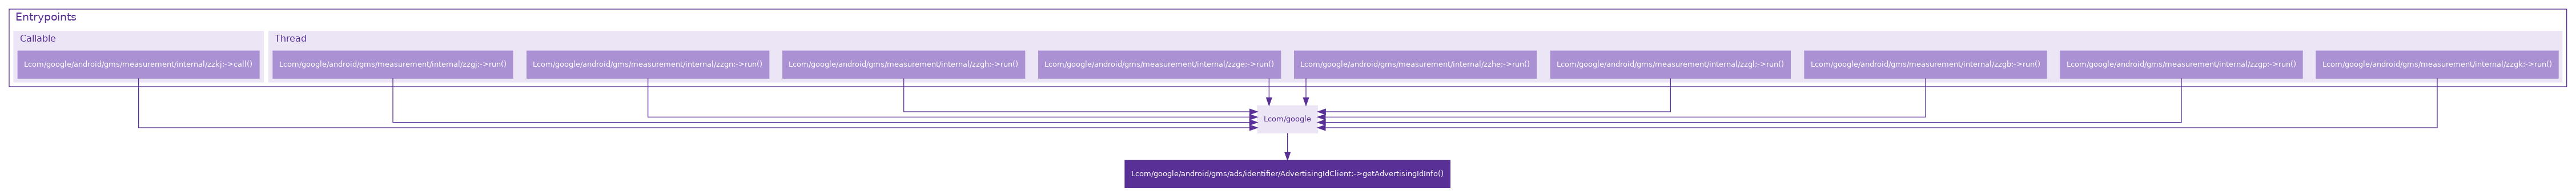 Entrypoints
Callable
Thread
Lcom/google/android/gms/measurement/internal/zzkj;->call()
Lcom/google/android/gms/measurement/internal/zzgj;->run()
Lcom/google/android/gms/measurement/internal/zzgn;->run()
Lcom/google/android/gms/measurement/internal/zzgh;->run()
Lcom/google/android/gms/measurement/internal/zzge;->run()
Lcom/google/android/gms/measurement/internal/zzhe;->run()
Lcom/google/android/gms/measurement/internal/zzgl;->run()
Lcom/google/android/gms/measurement/internal/zzgb;->run()
Lcom/google/android/gms/measurement/internal/zzgp;->run()
Lcom/google/android/gms/measurement/internal/zzgk;->run()
Lcom/google
Lcom/google/android/gms/ads/identifier/AdvertisingIdClient;->getAdvertisingIdInfo()